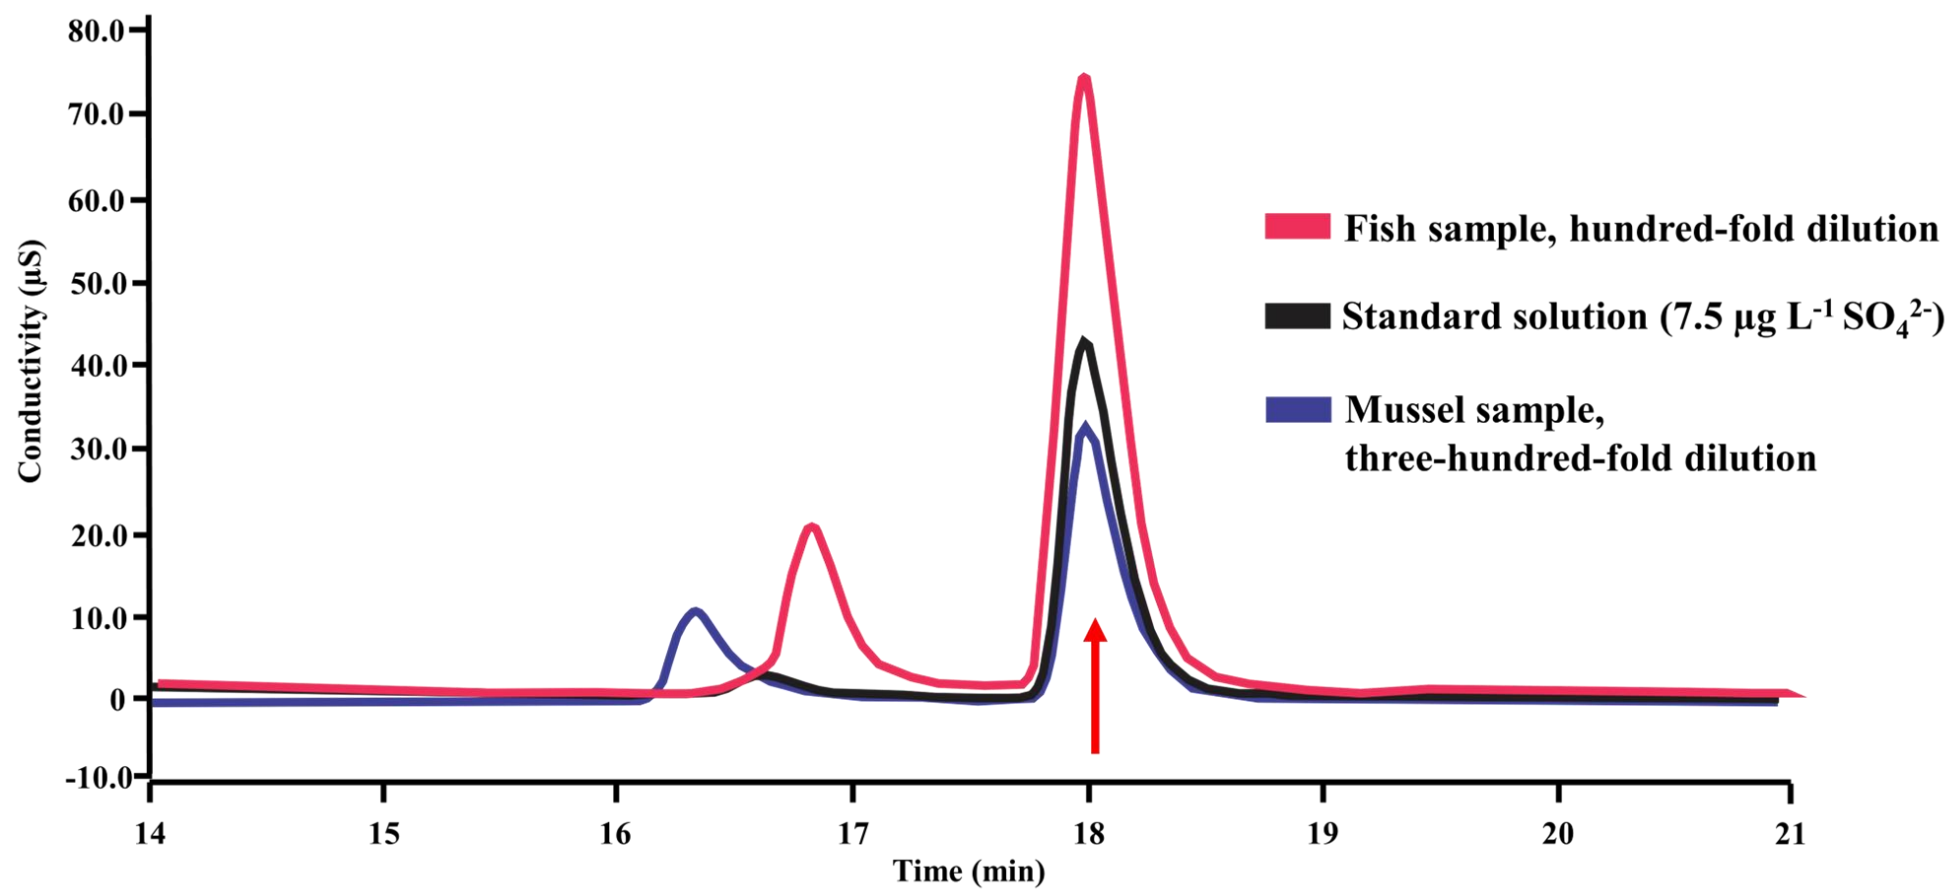 80.0
70.0
60.0
50.0
40.0
30.0
20.0
10.0
0
-10.0
Conductivity (µS)
14 15 16 17 18 19 20 21
Time (min)
Fish sample, hundred-fold dilution
Standard solution (7.5 µg L⁻¹ SO₄²⁻)
Mussel sample,
three-hundred-fold dilution